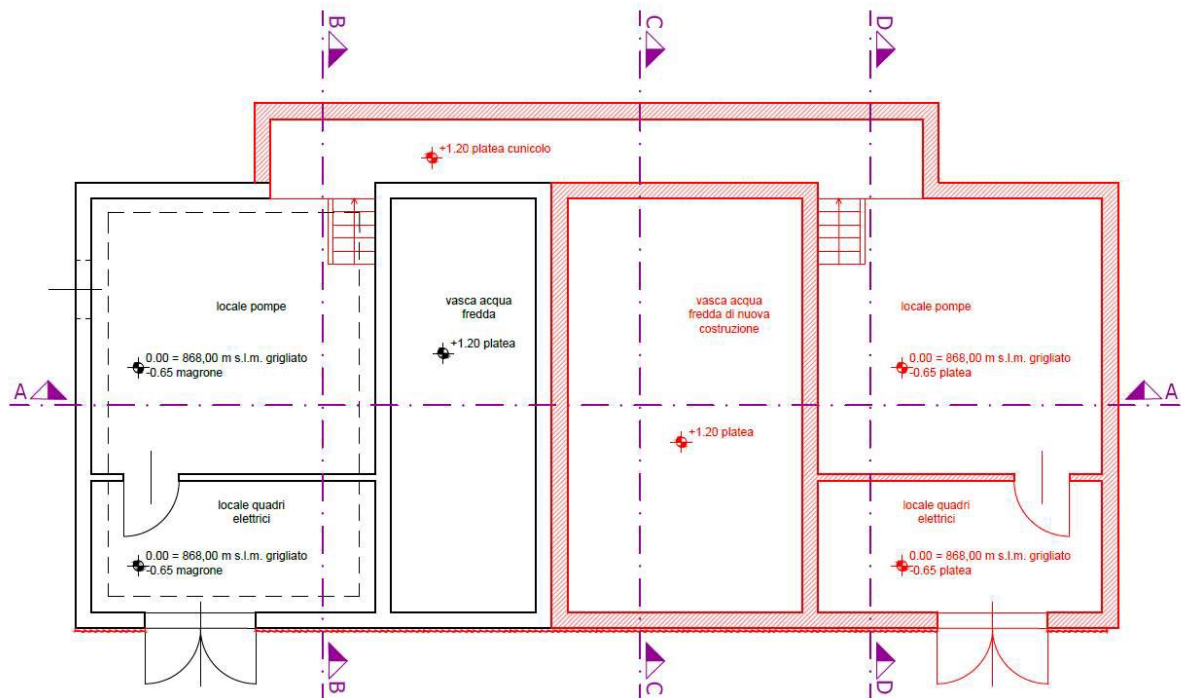 B
C
D
+1.20 platea cunicolo
locale pompe
vasca acqua
fredda
vasca acqua
fredda di nuova
costruzione
locale pompe
+1.20 platea
0.00 = 868,00 m s.l.m. grigliato
-0.65 magrone
0.00 = 868,00 m s.l.m. grigliato
-0.65 platea
A
A
+1.20 platea
locale quadri
elettrici
locale quadri
elettrici
0.00 = 868,00 m s.l.m. grigliato
-0.65 magrone
0.00 = 868,00 m s.l.m. grigliato
-0.65 platea
B
C
D